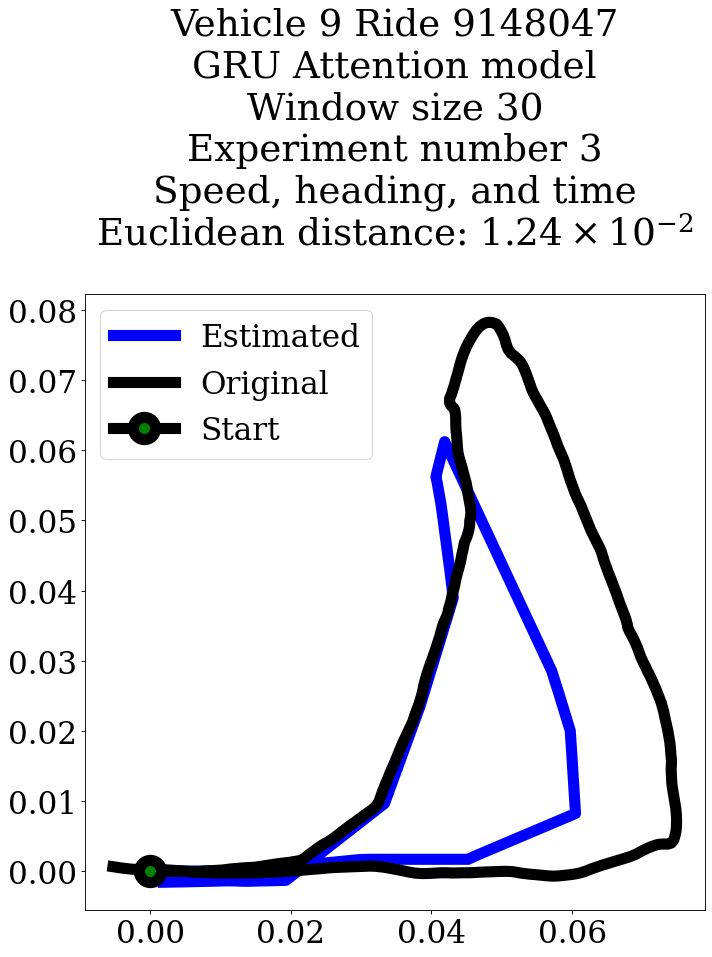 Vehicle 9 Ride 9148047
GRU Attention model
Window size 30
Experiment number 3
Speed, heading, and time
Euclidean distance: 1.24 × 10⁻²
Estimated
Original
Start
0.08
0.07
0.06
0.05
0.04
0.03
0.02
0.01
0.00
0.00 0.02 0.04 0.06